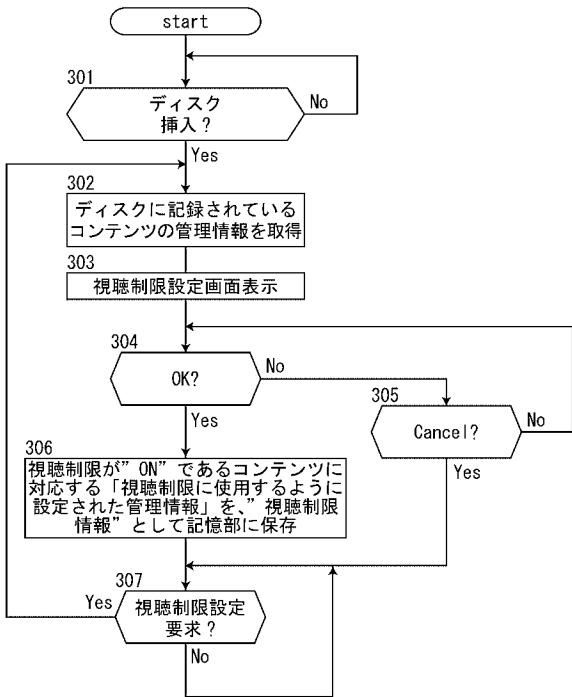 start
301
ディスク
挿入？
No
Yes
302
ディスクに記録されている
コンテンツの管理情報を取得
303
視聴制限設定画面表示
304
OK?
No
Yes
305
Cancel?
No
Yes
306
視聴制限が”ON”であるコンテンツに
対応する「視聴制限に使用するように
設定された管理情報」を、”視聴制限
情報”として記憶部に保存
307
視聴制限設定
要求？
Yes
No